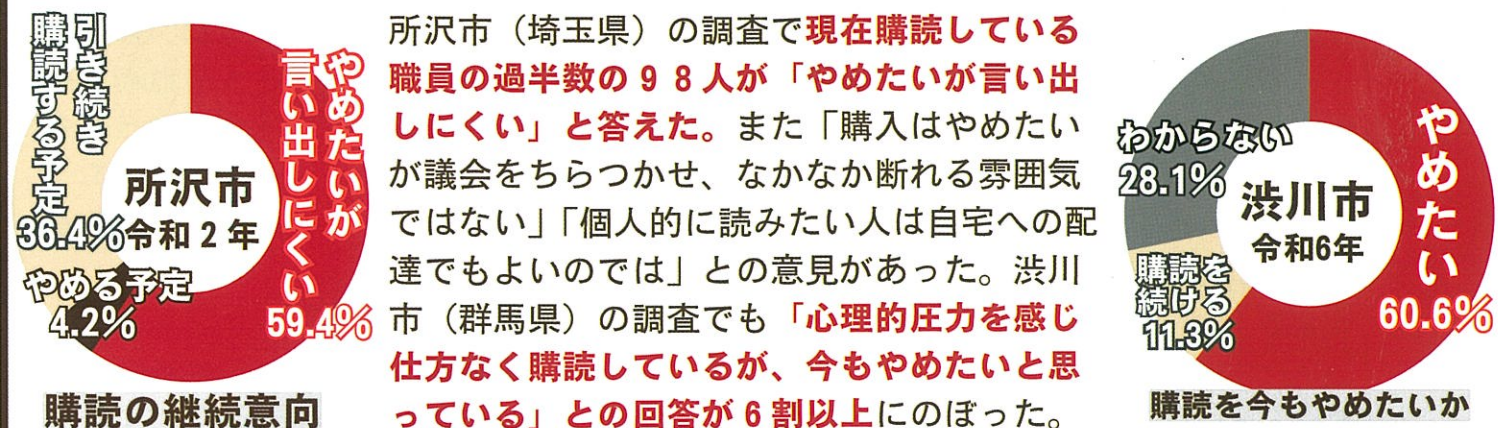 引き続き
購読する予定
36.4%
やめたいが
言い出しにくい
59.4%
所沢市
令和2年
やめる予定
4.2%
購読の継続意向
所沢市（埼玉県）の調査で現在購読している
職員の過半数の98人が「やめたいが言い出
しにくい」と答えた。また「購入はやめたい
が議会をちらつかせ、なかなか断れる雰囲気
ではない」「個人的に読みたい人は自宅への配
達でもよいのでは」との意見があった。渋川
市（群馬県）の調査でも「心理的圧力を感じ
仕方なく購読しているが、今もやめたいと思
っている」との回答が6割以上にのぼった。
わからない
28.1%
渋川市
令和6年
やめたい
60.6%
購読を
続ける
11.3%
購読を今もやめたいか